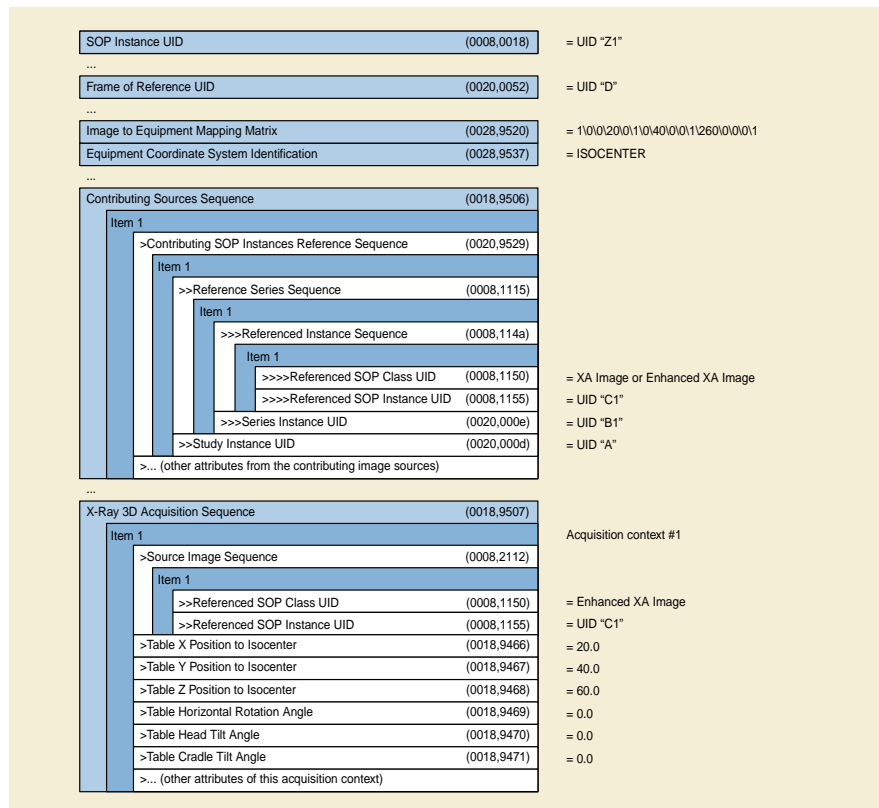 SOP Instance UID (0008,0018) = UID “Z1”
...
Frame of Reference UID (0020,0052) = UID “D”
...
Image to Equipment Mapping Matrix (0028,9520) = 1\0\0\20\0\1\0\40\0\0\1\260\0\0\0\1
Equipment Coordinate System Identification (0028,9537) = ISOCENTER
...
Contributing Sources Sequence (0018,9506)
Item 1
>Contributing SOP Instances Reference Sequence (0020,9529)
Item 1
>>Reference Series Sequence (0008,1115)
Item 1
>>>Referenced Instance Sequence (0008,114a)
Item 1
>>>>Referenced SOP Class UID (0008,1150) = XA Image or Enhanced XA Image
>>>>Referenced SOP Instance UID (0008,1155) = UID “C1”
>>>Series Instance UID (0020,000e) = UID “B1”
>>Study Instance UID (0020,000d) = UID “A”
>... (other attributes from the contributing image sources)
...
X-Ray 3D Acquisition Sequence (0018,9507)
Item 1 Acquisition context #1
>Source Image Sequence (0008,2112)
Item 1
>>Referenced SOP Class UID (0008,1150) = Enhanced XA Image
>>Referenced SOP Instance UID (0008,1155) = UID “C1”
>Table X Position to Isocenter (0018,9466) = 20.0
>Table Y Position to Isocenter (0018,9467) = 40.0
>Table Z Position to Isocenter (0018,9468) = 60.0
>Table Horizontal Rotation Angle (0018,9469) = 0.0
>Table Head Tilt Angle (0018,9470) = 0.0
>Table Cradle Tilt Angle (0018,9471) = 0.0
>... (other attributes of this acquisition context)